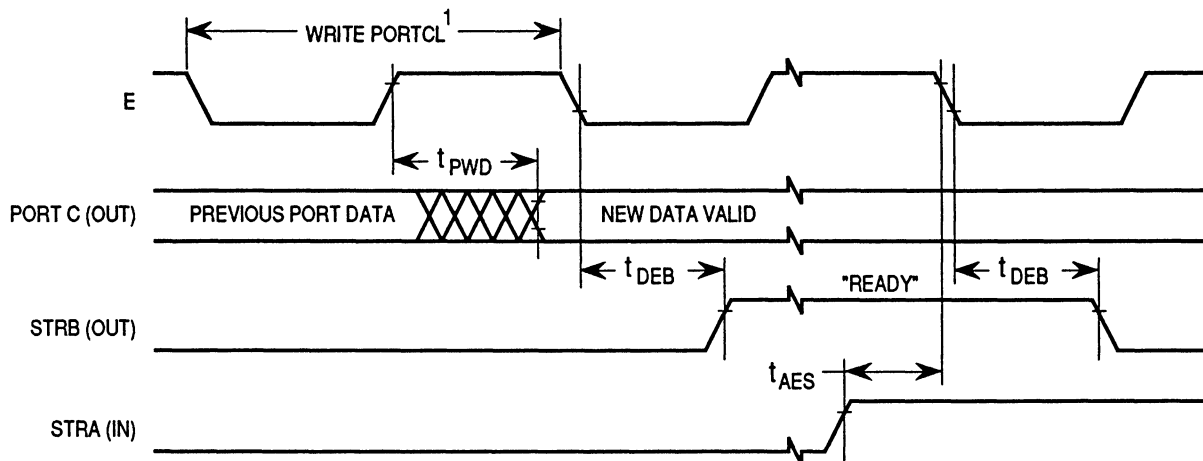 WRITE PORTCL1
E
tPWD
PORT C (OUT)
PREVIOUS PORT DATA
NEW DATA VALID
tDEB
"READY"
tDEB
STRB (OUT)
tAES
STRA (IN)